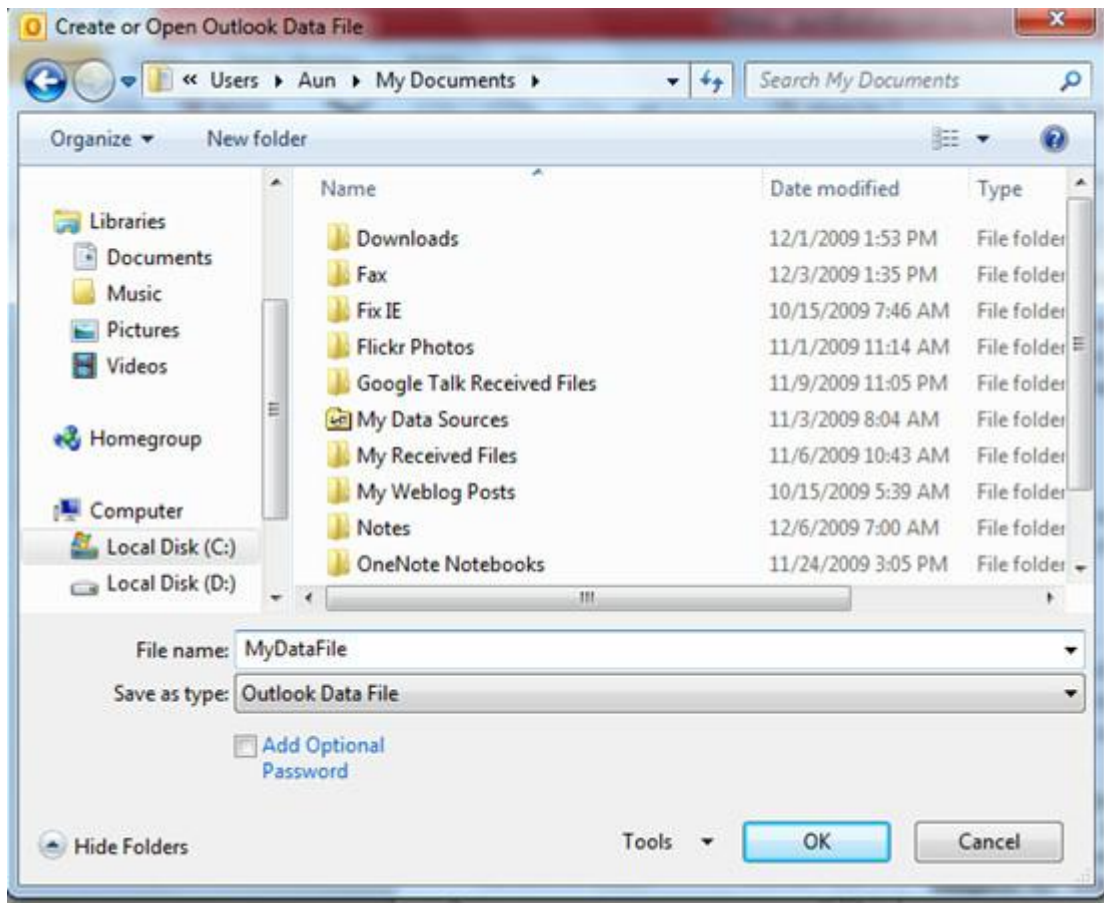 Create or Open Outlook Data File
« Users ▸ Aun ▸ My Documents ▸ Search My Documents
Organize ▾ New folder
Name Date modified Type
Libraries
Documents
Music
Pictures
Videos
Homegroup
Computer
Local Disk (C:)
Local Disk (D:)
Downloads 12/1/2009 1:53 PM File folder
Fax 12/3/2009 1:35 PM File folder
Fix IE 10/15/2009 7:46 AM File folder
Flickr Photos 11/1/2009 11:14 AM File folder
Google Talk Received Files 11/9/2009 11:05 PM File folder
My Data Sources 11/3/2009 8:04 AM File folder
My Received Files 11/6/2009 10:43 AM File folder
My Weblog Posts 10/15/2009 5:39 AM File folder
Notes 12/6/2009 7:00 AM File folder
OneNote Notebooks 11/24/2009 3:05 PM File folder
File name: MyDataFile
Save as type: Outlook Data File
Add Optional
Password
Hide Folders Tools OK Cancel